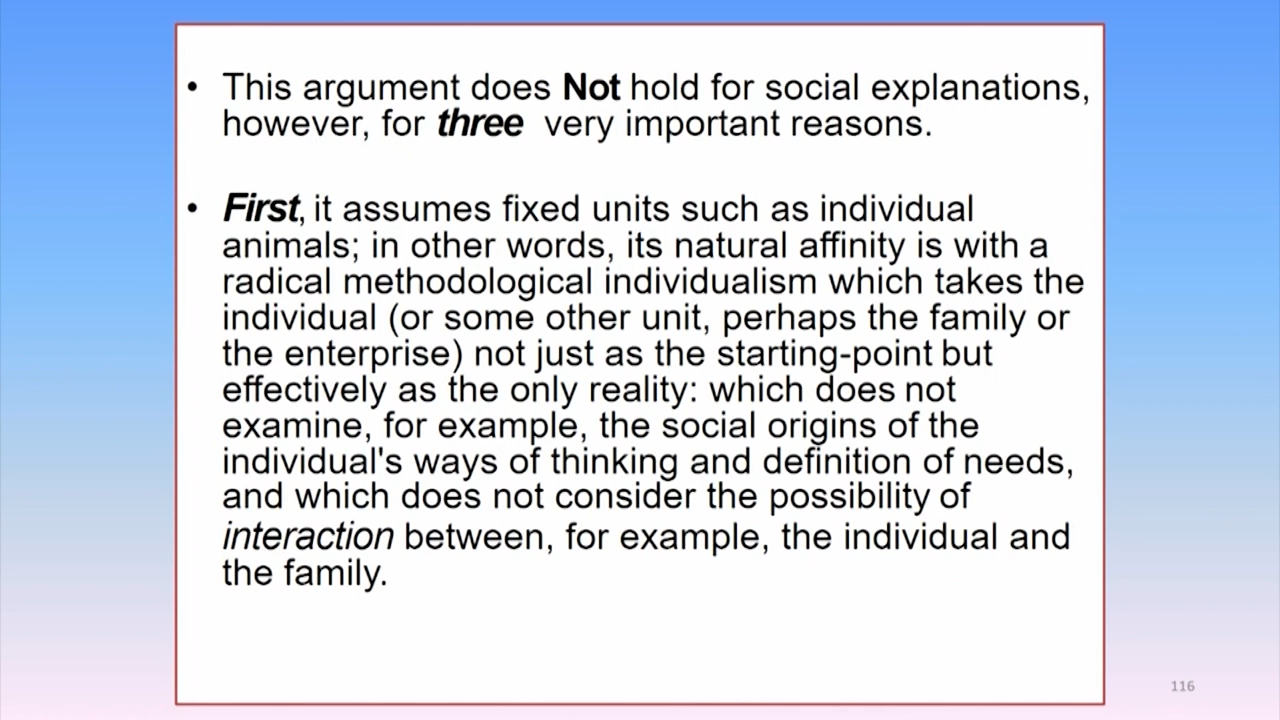 • This argument does Not hold for social explanations,
however, for three very important reasons.
• First, it assumes fixed units such as individual
animals; in other words, its natural affinity is with a
radical methodological individualism which takes the
individual (or some other unit, perhaps the family or
the enterprise) not just as the starting-point but
effectively as the only reality: which does not
examine, for example, the social origins of the
individual's ways of thinking and definition of needs,
and which does not consider the possibility of
interaction between, for example, the individual and
the family.
116